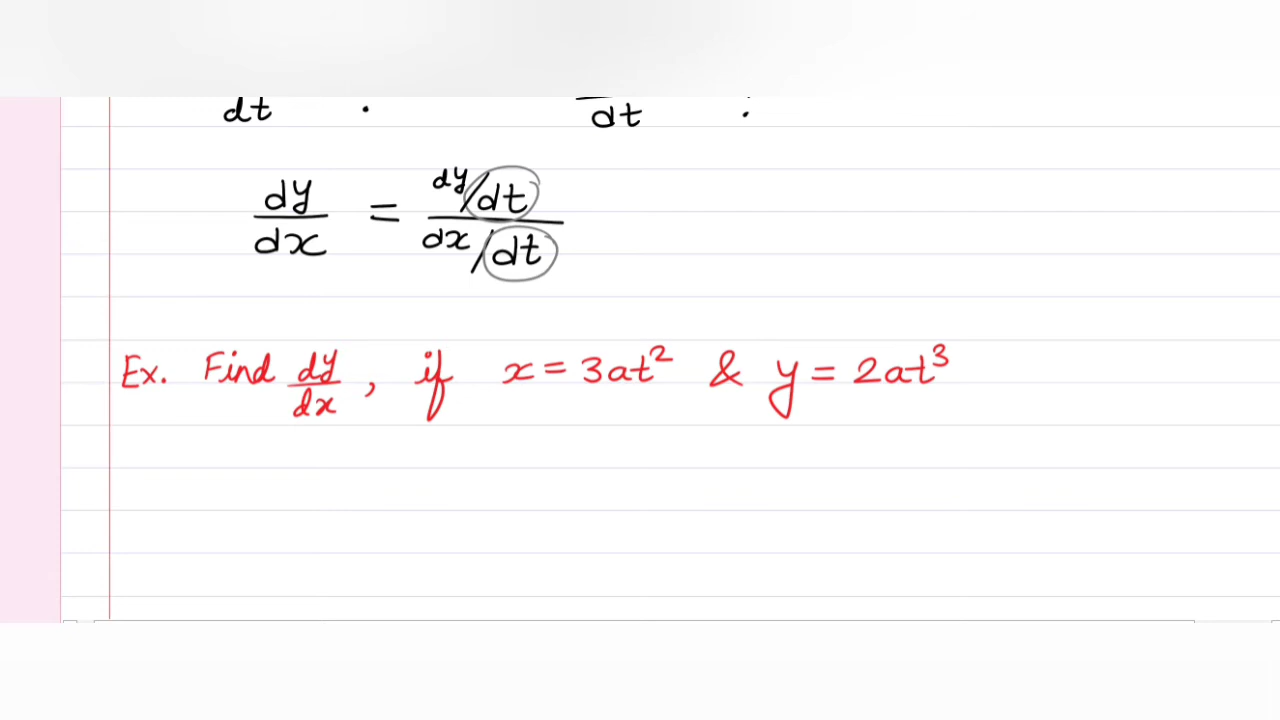 dt . dt :
dy/dx = (dy/dt)/(dx/dt)
Ex. Find dy/dx, if x = 3at² & y = 2at³